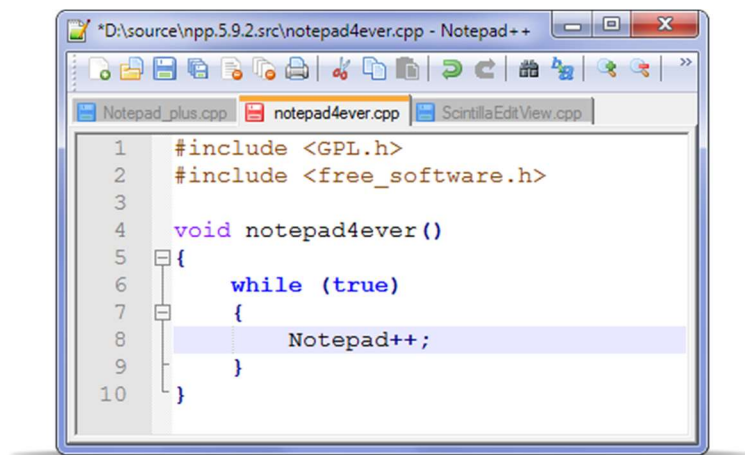 *D:\source\npp.5.9.2.src\notepad4ever.cpp - Notepad++
Notepad_plus.cpp notepad4ever.cpp ScintillaEditView.cpp
1 #include <GPL.h>
2 #include <free_software.h>
3
4 void notepad4ever()
5 {
6 while (true)
7 {
8 Notepad++;
9 }
10 }